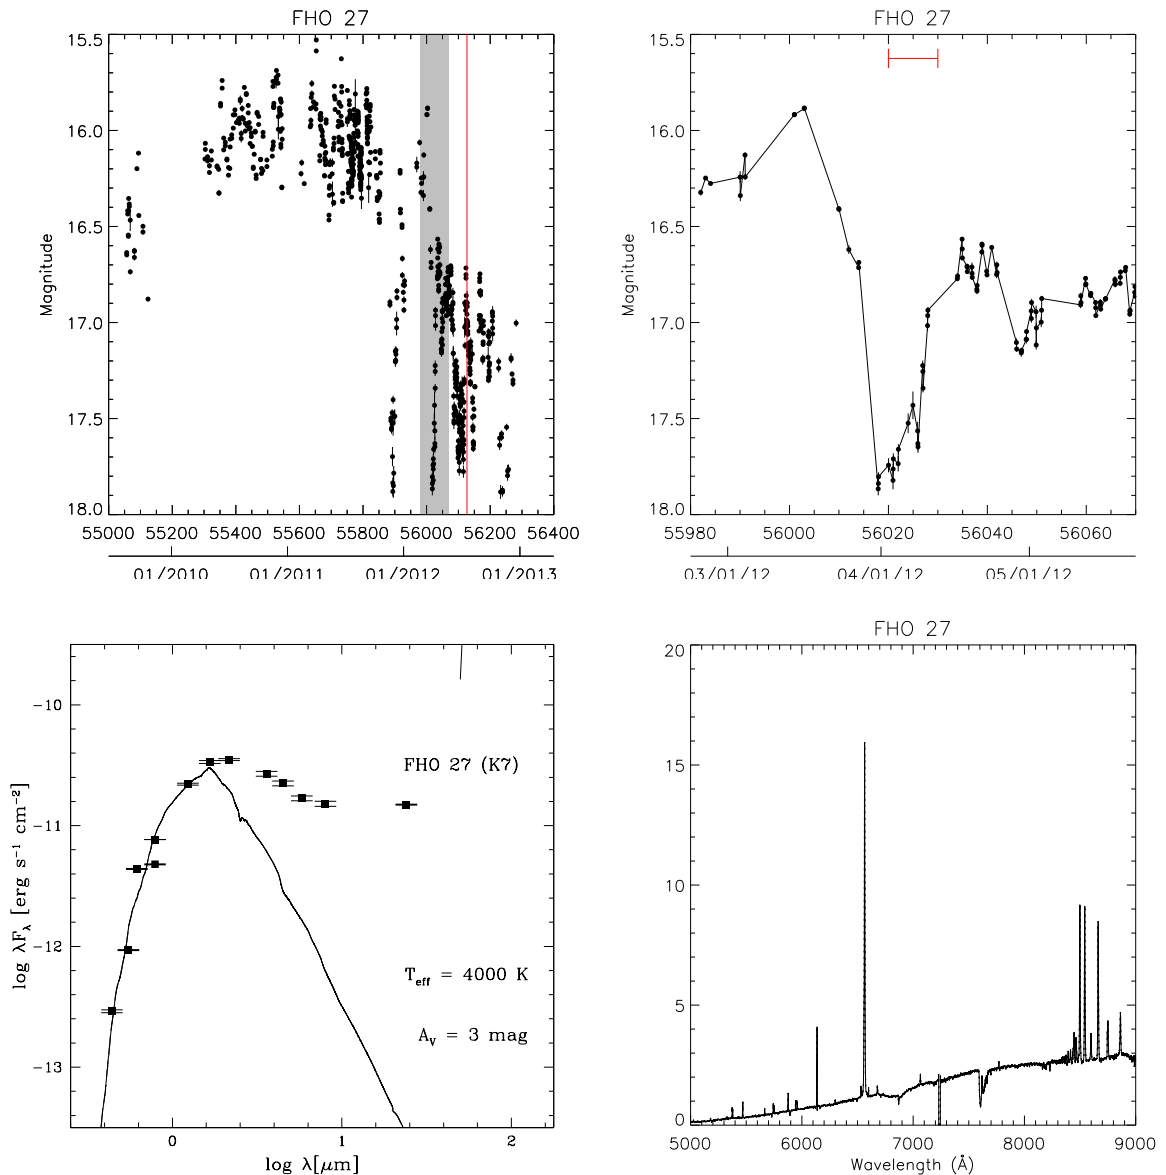 FHO 27
15.5
16.0
16.5
17.0
17.5
18.0
Magnitude
55000 55200 55400 55600 55800 56000 56200 56400
01/2010 01/2011 01/2012 01/2013
FHO 27
15.5
16.0
16.5
17.0
17.5
18.0
Magnitude
55980 56000 56020 56040 56060
03/01/12 04/01/12 05/01/12
-10
-11
-12
-13
log λFλ [erg s⁻¹ cm⁻²]
FHO 27 (K7)
Teff = 4000 K
AV = 3 mag
0 1 2
log λ[μm]
FHO 27
20
15
10
5
0
5000 6000 7000 8000 9000
Wavelength (Å)